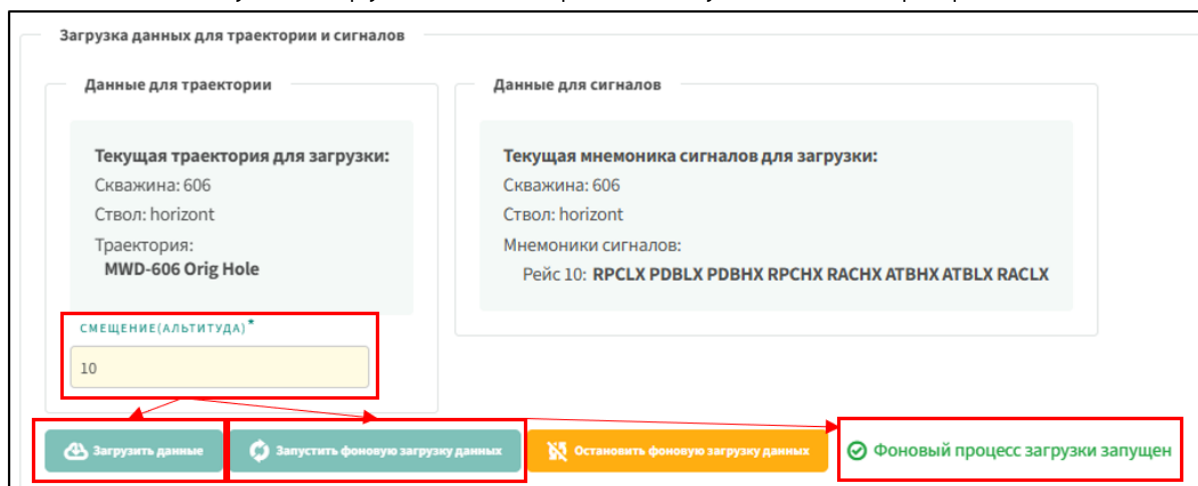 Загрузка данных для траектории и сигналов
Данные для траектории
Текущая траектория для загрузки:
Скважина: 606
Ствол: horizont
Траектория:
MWD-606 Orig Hole
СМЕЩЕНИЕ(АЛЬТИТУДА)*
10
Данные для сигналов
Текущая мнемоника сигналов для загрузки:
Скважина: 606
Ствол: horizont
Мнемоники сигналов:
Рейс 10: RPCLX PDBLX PDBHX RPCHX RACHX ATBHX ATBLX RACLX
Загрузить данные
Запустить фоновую загрузку данных
Остановить фоновую загрузку данных
Фоновый процесс загрузки запущен